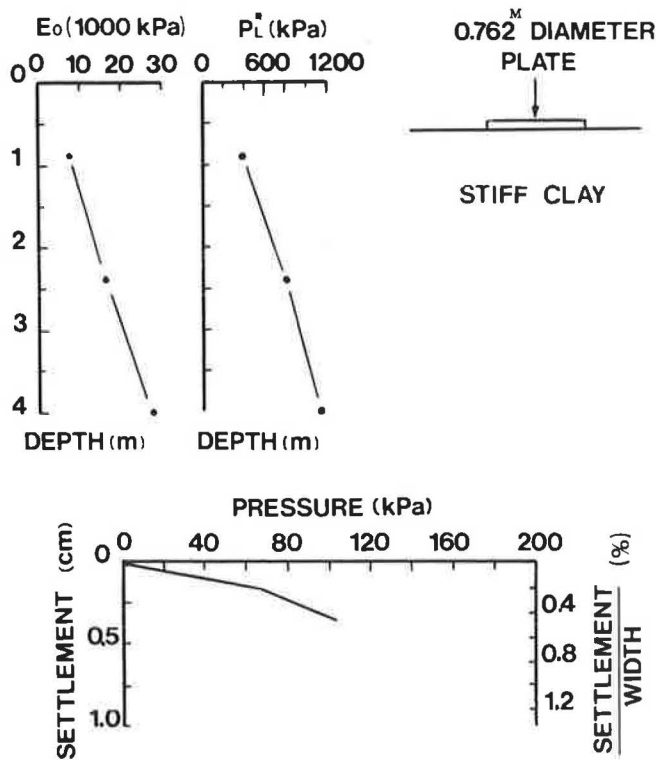 E₀ (1000 kPa)
0 10 20 30
0
1
2
3
4
DEPTH (m)
P*L (kPa)
0 600 1200
DEPTH (m)
0.762ᴹ DIAMETER
PLATE
STIFF CLAY
PRESSURE (kPa)
0 40 80 120 160 200
SETTLEMENT (cm)
0
0.5
1.0
0.4
0.8
1.2
SETTLEMENT
WIDTH
(%)